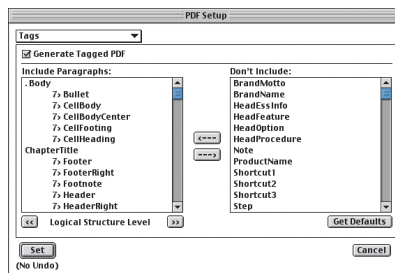 PDF Setup
Tags
Generate Tagged PDF
Include Paragraphs:
.Body
7> Bullet
7> CellBody
7> CellBodyCenter
7> CellFooting
7> CellHeading
ChapterTitle
7> Footer
7> FooterRight
7> Footnote
7> Header
7> HeaderRight
<---
--->
Don't Include:
BrandMotto
BrandName
HeadEssInfo
HeadFeature
HeadOption
HeadProcedure
Note
ProductName
Shortcut1
Shortcut2
Shortcut3
Step
<< Logical Structure Level >>
Get Defaults
Set
Cancel
(No Undo)